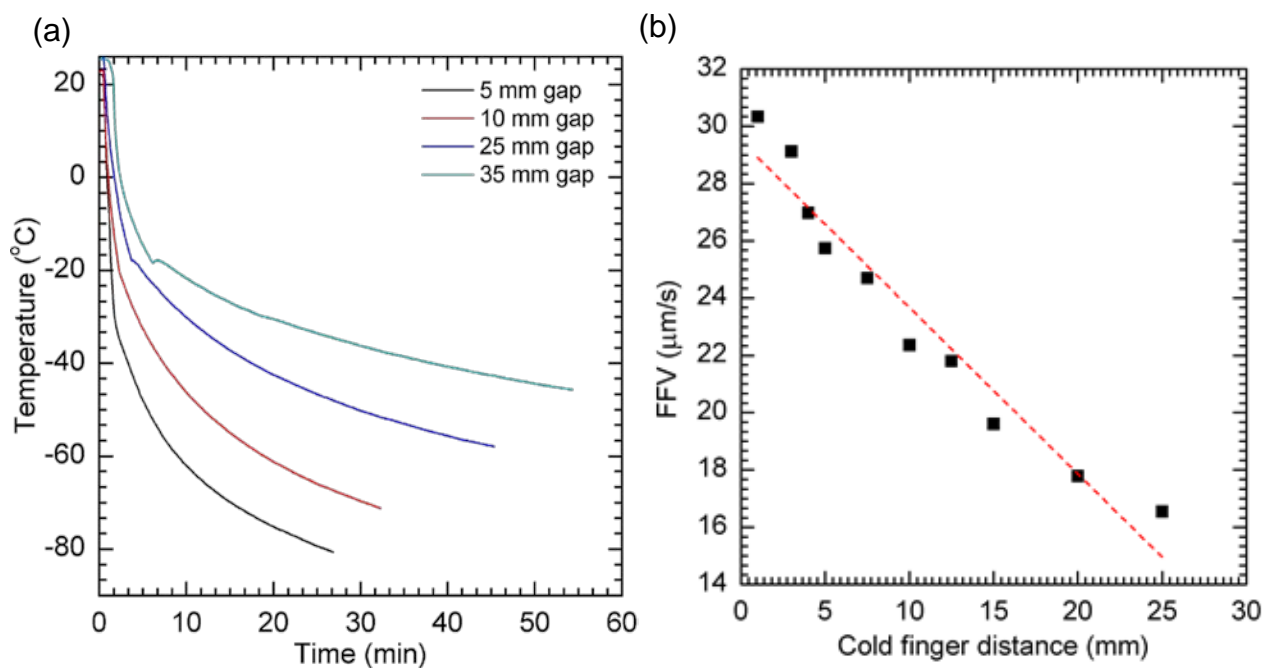 (a)
20
0
-20
-40
-60
-80
Temperature (°C)
0 10 20 30 40 50 60
Time (min)
5 mm gap
10 mm gap
25 mm gap
35 mm gap
(b)
32
30
28
26
24
22
20
18
16
14
FFV (μm/s)
0 5 10 15 20 25 30
Cold finger distance (mm)